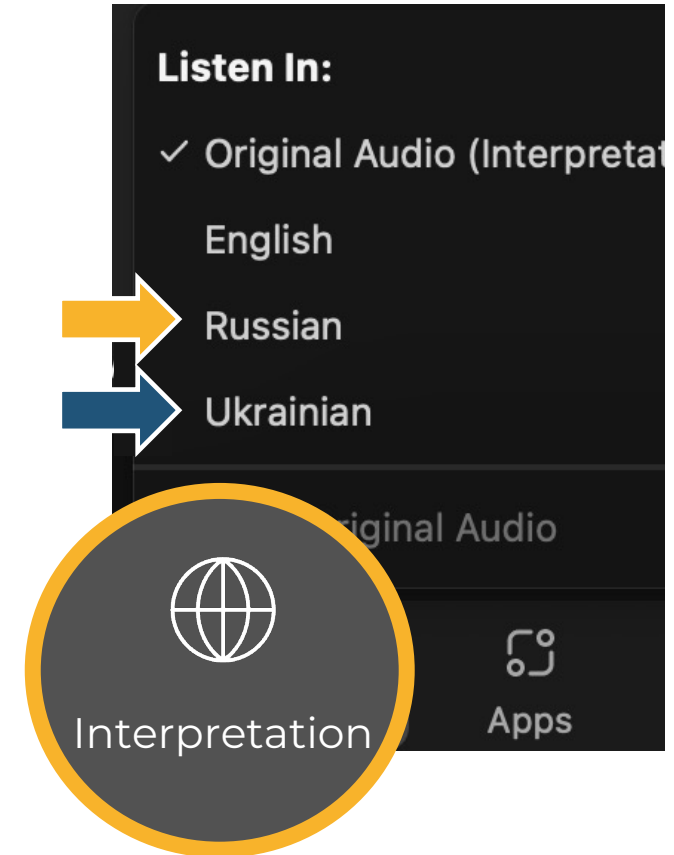 Listen In:
✓ Original Audio (Interpretat
English
Russian
Ukrainian
riginal Audio
Interpretation
Apps